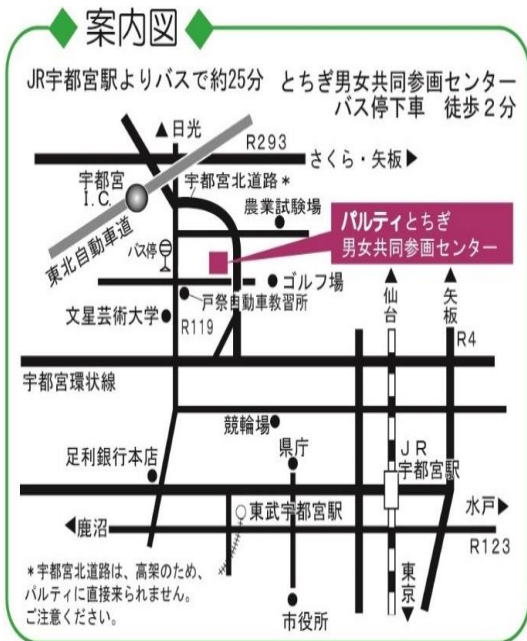 案内図
JR宇都宮駅よりバスで約25分 とちぎ男女共同参画センター
バス停下車 徒歩2分
▲日光
R293
さくら・矢板▶
宇都宮
I.C.
宇都宮北道路*
農業試験場
東北自動車道
バス停
パルティとちぎ
男女共同参画センター
ゴルフ場
戸祭自動車教習所
文星芸術大学
R119
▲仙台
▲矢板
R4
宇都宮環状線
競輪場
県庁
JR
宇都宮駅
足利銀行本店
東武宇都宮駅
水戸▶
◀鹿沼
R123
*宇都宮北道路は、高架のため、
パルティに直接来られません。
ご注意ください。
市役所
東京▼